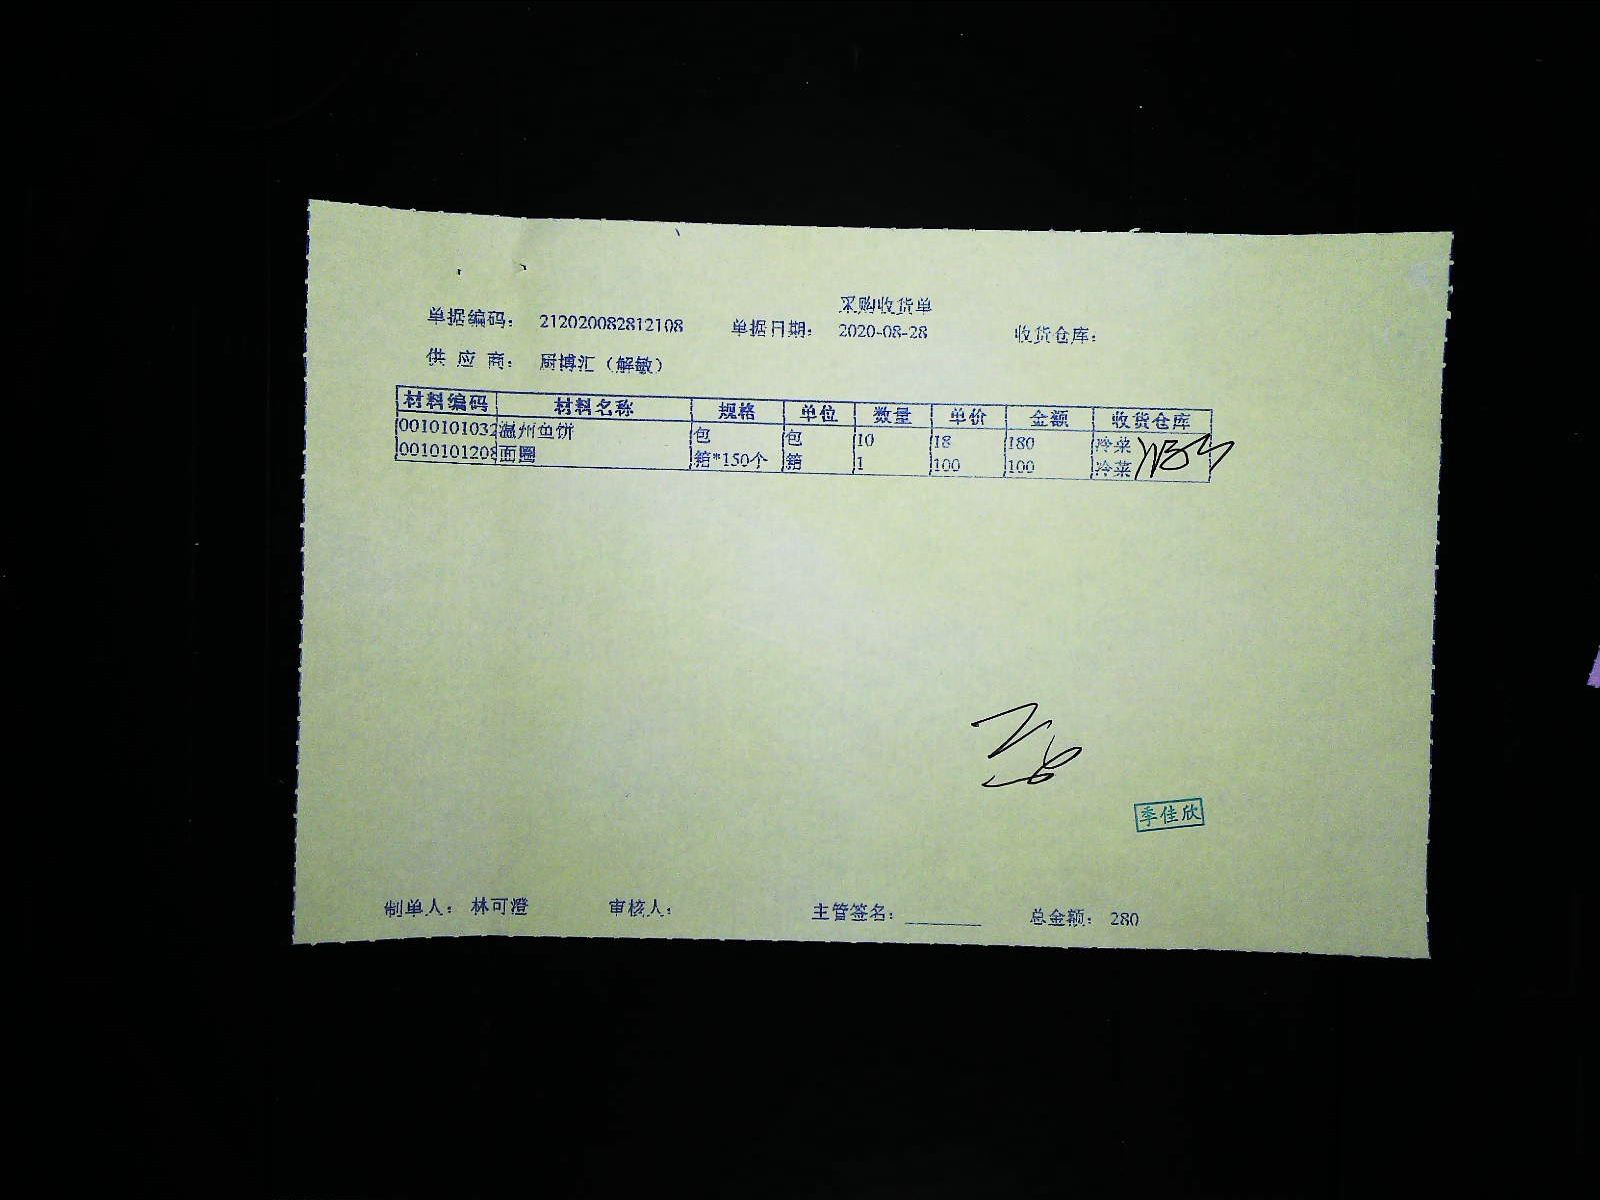 采购收货单
单据编码： 212020082812108 单据日期： 2020-08-28 收货仓库：
供 应 商： 厨博汇（解敏）
材料编码 材料名称 规格 单位 数量 单价 金额 收货仓库
0010101032 温州鱼饼 包 包 10 18 180 冷菜
0010101208 面圈 箱*150个 箱 1 100 100 冷菜
季佳欣
制单人： 林可澄 审核人： 主管签名：________ 总金额： 280